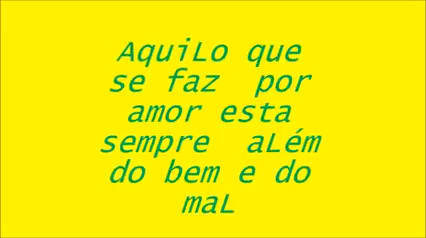 AquiLo que
se faz  por
amor esta
sempre  aLém
do bem e do
maL